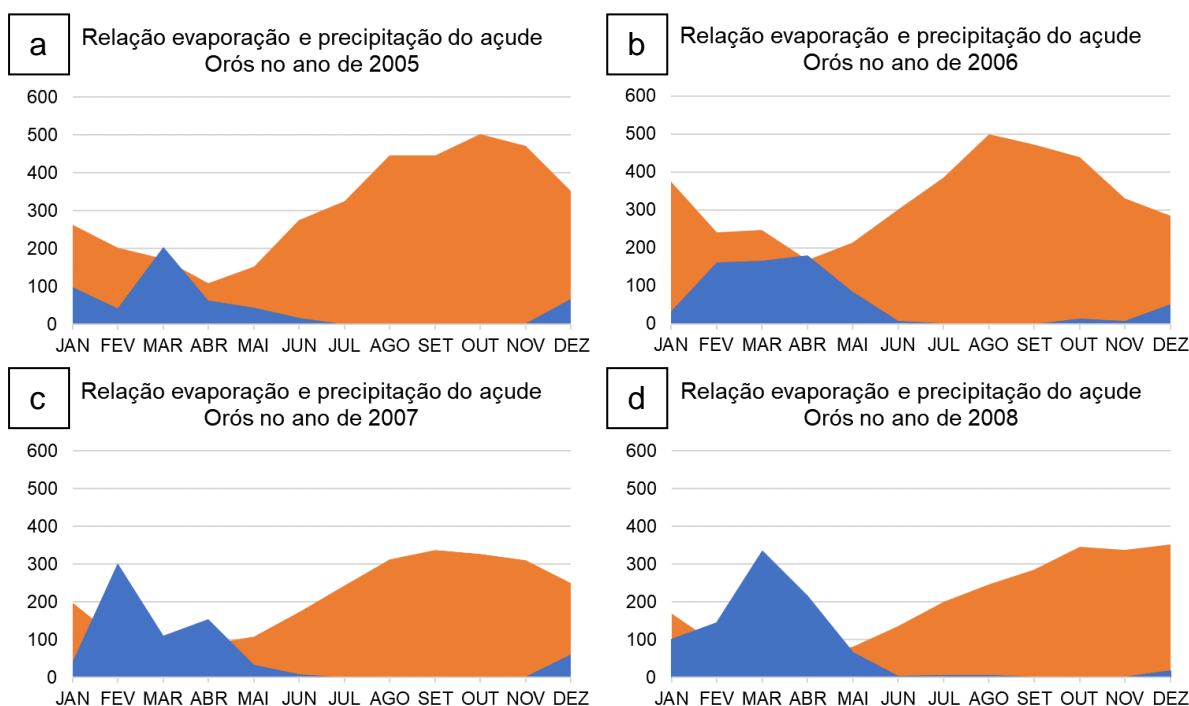 a
Relação evaporação e precipitação do açude
Orós no ano de 2005
600
500
400
300
200
100
0
JAN FEV MAR ABR MAI JUN JUL AGO SET OUT NOV DEZ
b
Relação evaporação e precipitação do açude
Orós no ano de 2006
600
500
400
300
200
100
0
JAN FEV MAR ABR MAI JUN JUL AGO SET OUT NOV DEZ
c
Relação evaporação e precipitação do açude
Orós no ano de 2007
600
500
400
300
200
100
0
JAN FEV MAR ABR MAI JUN JUL AGO SET OUT NOV DEZ
d
Relação evaporação e precipitação do açude
Orós no ano de 2008
600
500
400
300
200
100
0
JAN FEV MAR ABR MAI JUN JUL AGO SET OUT NOV DEZ